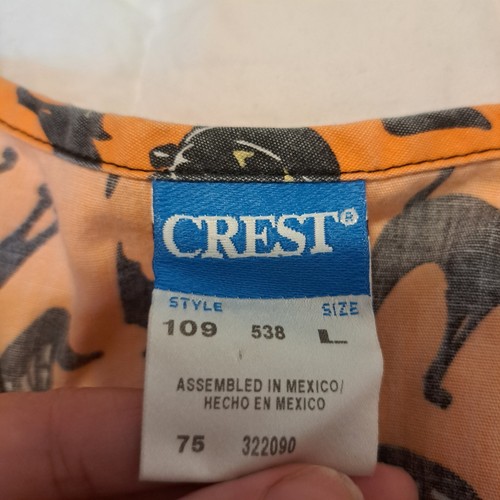 CREST®
STYLE SIZE
109 538 L
ASSEMBLED IN MEXICO/
HECHO EN MEXICO
75 322090